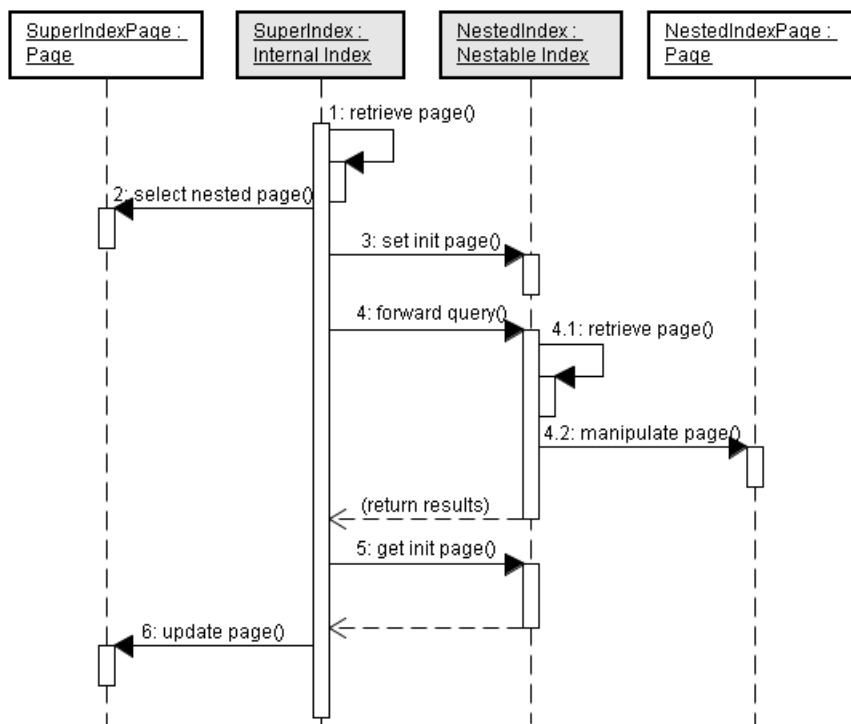 SuperIndexPage :
Page
SuperIndex :
Internal Index
NestedIndex :
Nestable Index
NestedIndexPage :
Page
1: retrieve page()
2: select nested page()
3: set init page()
4: forward query()
4.1: retrieve page()
4.2: manipulate page()
(return results)
5: get init page()
6: update page()